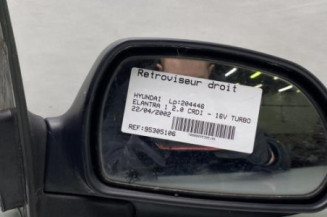 Retroviseur droit
HYUNDAI Lp:204448
ELANTRA 1 2.0 CRDI - 16V TURBO
22/04/2002
REF:95305106